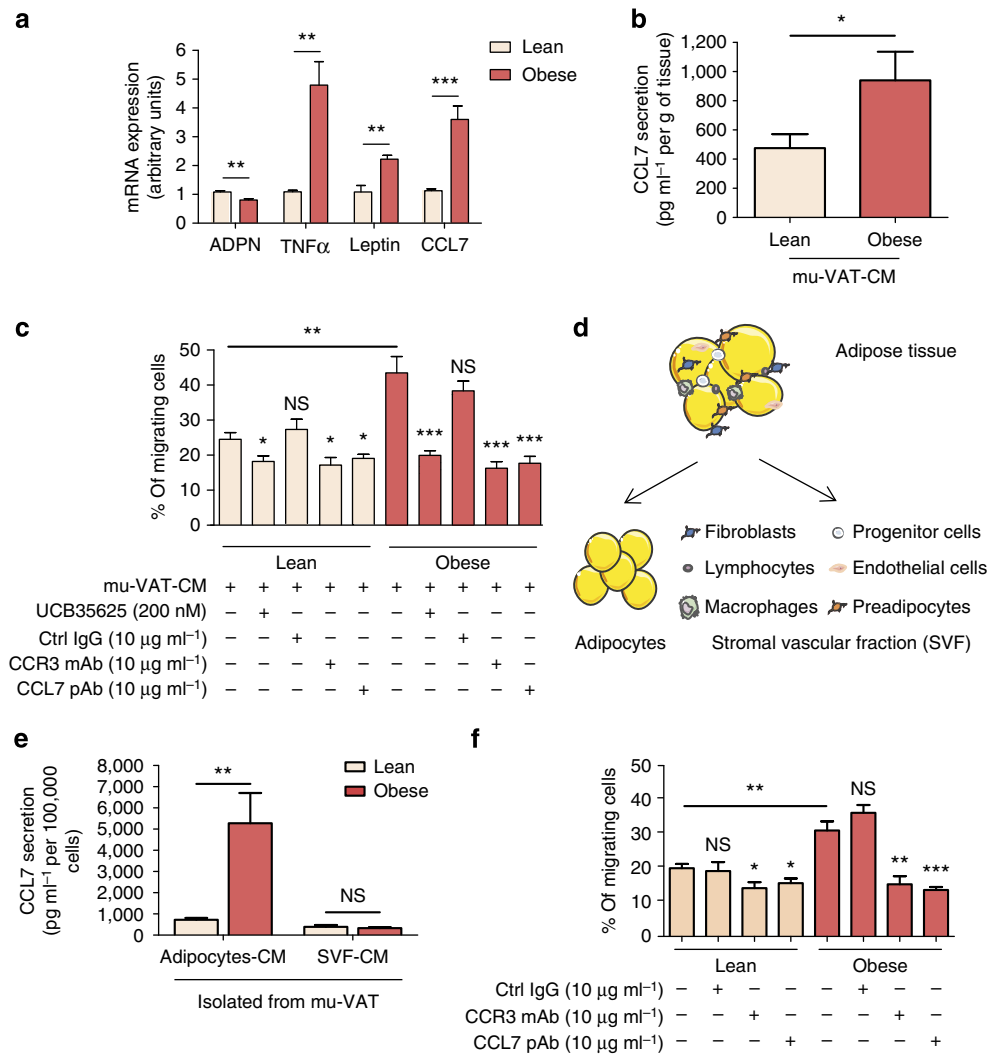 a
mRNA expression
(arbitrary units)
6
5
4
3
2
1
0
**
**
**
***
ADPN
TNFα
Leptin
CCL7
Lean
Obese
b
CCL7 secretion
(pg ml⁻¹ per g of tissue)
1,200
1,000
800
600
400
200
0
*
Lean
Obese
mu-VAT-CM
c
% Of migrating cells
50
40
30
20
10
0
**
*
NS
*
*
***
NS
***
***
Lean
Obese
mu-VAT-CM + + + + + + + + + +
UCB35625 (200 nM) – + – – – – + – – –
Ctrl IgG (10 µg ml⁻¹) – – + – – – – + – –
CCR3 mAb (10 µg ml⁻¹) – – – + – – – – + –
CCL7 pAb (10 µg ml⁻¹) – – – – + – – – – +
d
Adipose tissue
Adipocytes
Fibroblasts
Progenitor cells
Lymphocytes
Endothelial cells
Macrophages
Preadipocytes
Stromal vascular fraction (SVF)
e
CCL7 secretion
(pg ml⁻¹ per 100,000
cells)
8,000
7,000
6,000
5,000
4,000
3,000
2,000
1,000
0
**
NS
Lean
Obese
Adipocytes-CM
SVF-CM
Isolated from mu-VAT
f
% Of migrating cells
50
40
30
20
10
0
**
NS
*
*
NS
**
***
Lean
Obese
Ctrl IgG (10 µg ml⁻¹) – + – – – + – –
CCR3 mAb (10 µg ml⁻¹) – – + – – – + –
CCL7 pAb (10 µg ml⁻¹) – – – + – – – +